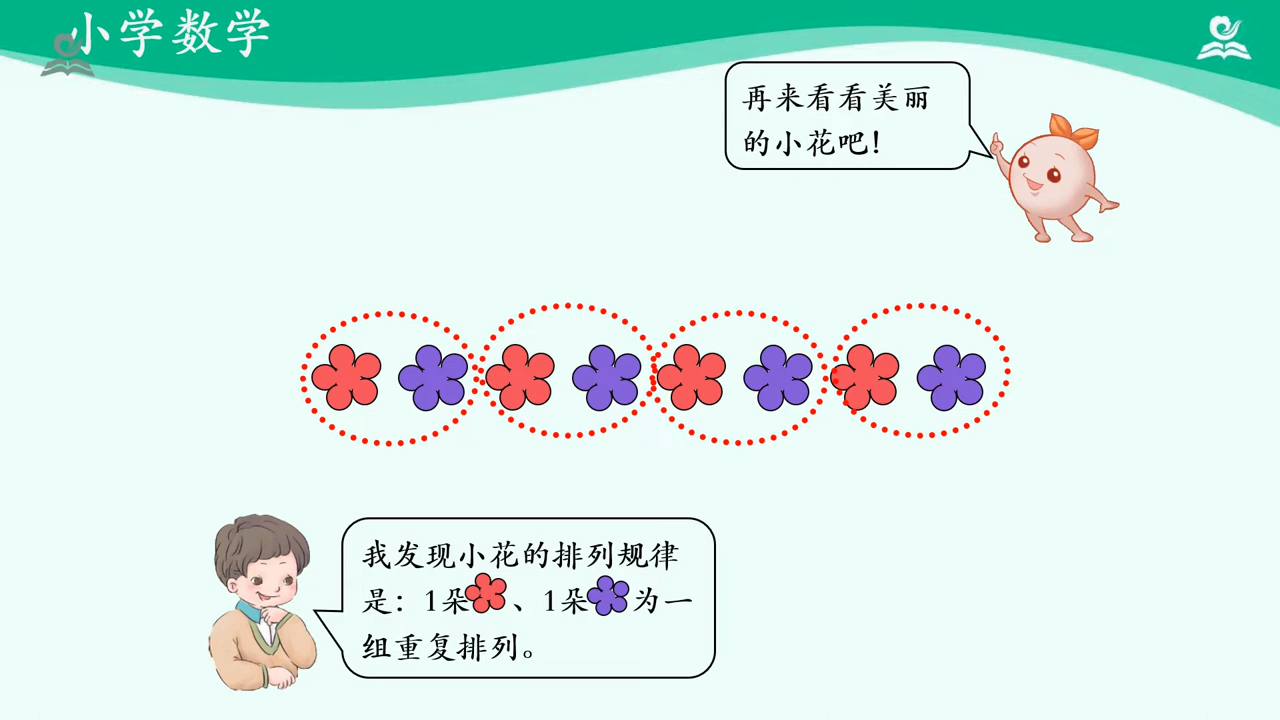 小学数学
再来看看美丽
的小花吧!
我发现小花的排列规律
是:1朵、1朵为一
组重复排列。